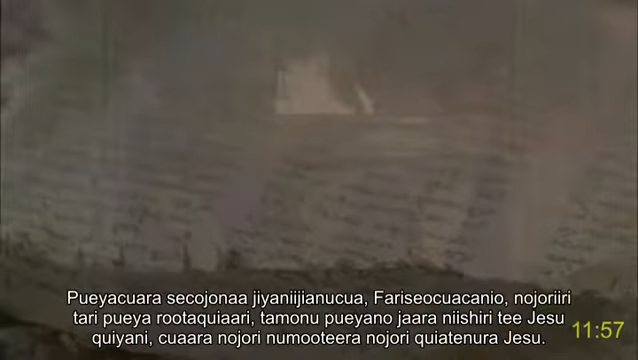 Pueyacuara secojonaa jiyaniijianucua, Fariseocuacanio, nojoriiri
tari pueya rootaquiaari, tamonu pueyano jaara niishiri tee Jesu
quiyani, cuaara nojori numooteera nojori quiatenura Jesu.
11:57